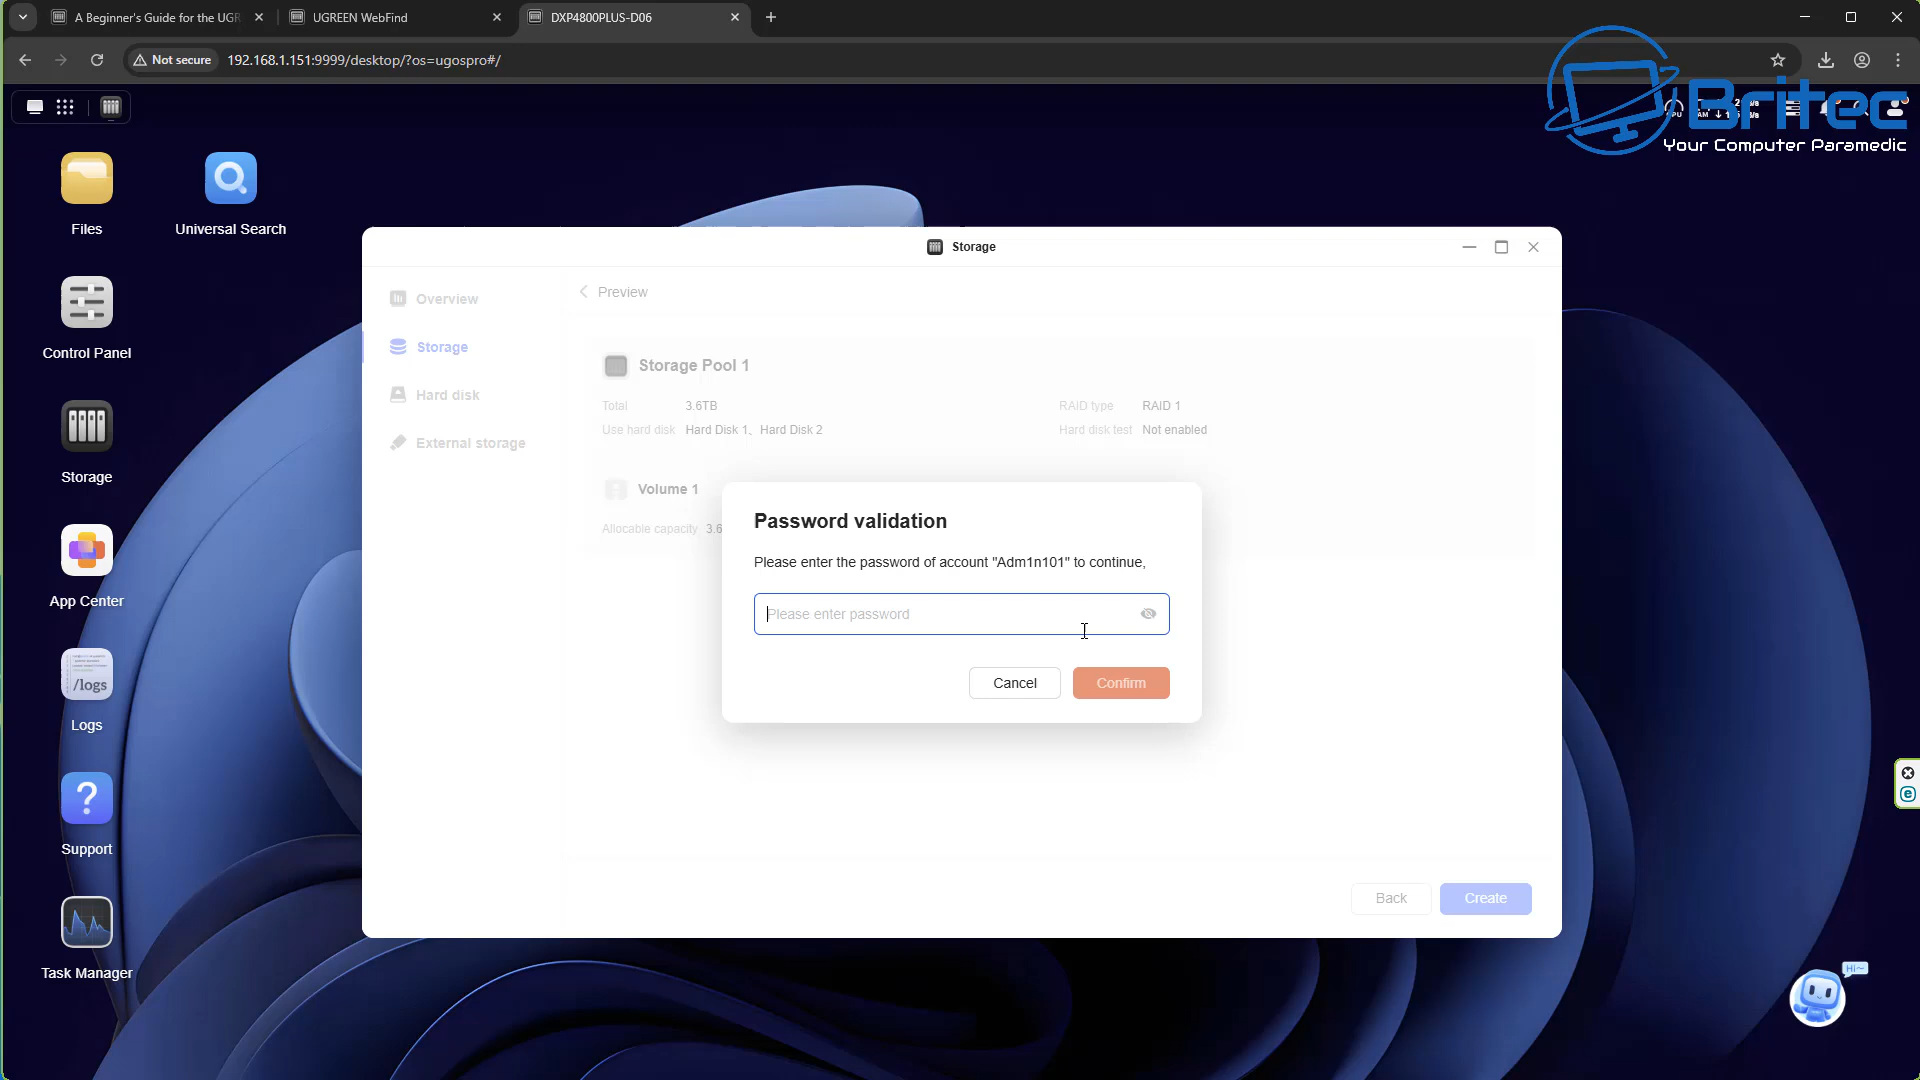 A Beginner's Guide for the UGR
UGREEN WebFind
DXP4800PLUS-D06
Not secure
192.168.1.151:9999/desktop/?os=ugospro#/
Britec
Your Computer Paramedic
Files
Universal Search
Control Panel
Storage
App Center
/logs
Logs
Support
Task Manager
Storage
Overview
Storage
Hard disk
External storage
Preview
Storage Pool 1
Total 3.6TB
RAID type RAID 1
Use hard disk Hard Disk 1、Hard Disk 2
Hard disk test Not enabled
Volume 1
Allocable capacity 3.6
Password validation
Please enter the password of account "Adm1n101" to continue,
Please enter password
Cancel
Confirm
Back
Create
Hi~